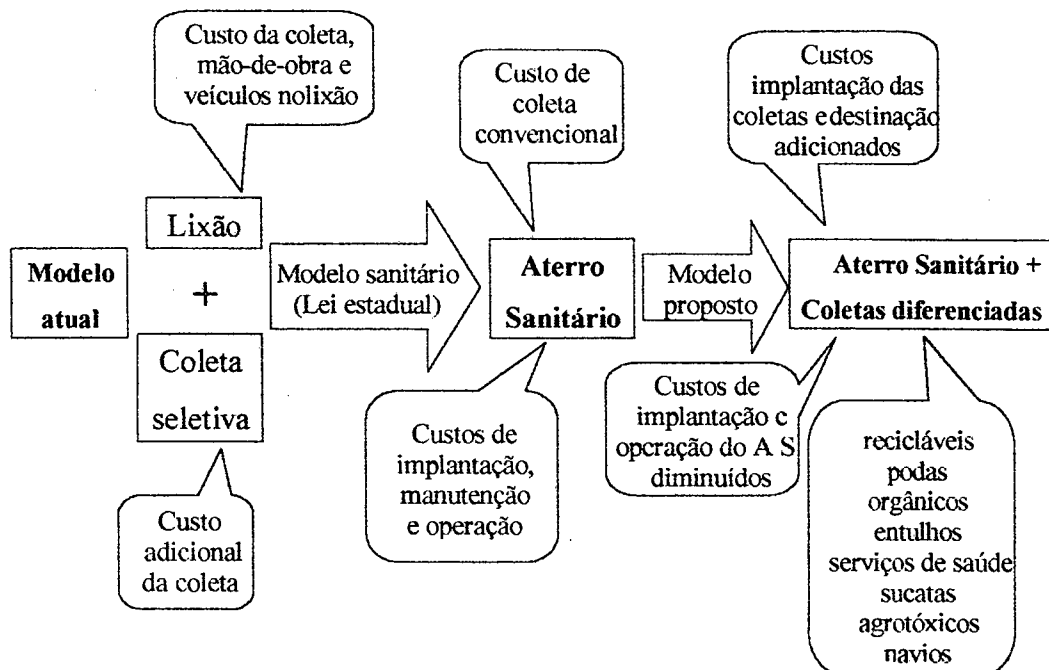 Custo da coleta,
mão-de-obra e
veículos nolixão
Custo de
coleta
convencional
Custos
implantação das
coletas edestinação
adicionados
Modelo
atual
Lixão
+
Coleta
seletiva
Modelo sanitário
(Lei estadual)
Aterro
Sanitário
Modelo
proposto
Aterro Sanitário +
Coletas diferenciadas
Custo
adicional
da coleta
Custos de
implantação,
manutenção
e operação
Custos de
implantação c
opcração do A S
diminuídos
recicláveis
podas
orgânicos
entulhos
serviços de saúde
sucatas
agrotóxicos
navios